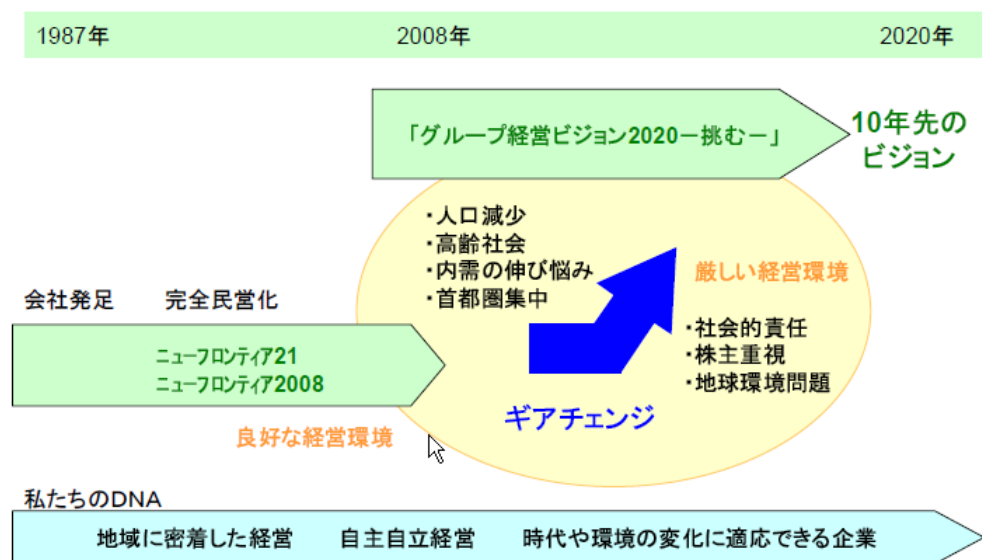 1987年 2008年 2020年
「グループ経営ビジョン2020－挑む－」
10年先の
ビジョン
・人口減少
・高齢社会
・内需の伸び悩み
・首都圏集中
厳しい経営環境
・社会的責任
・株主重視
・地球環境問題
会社発足 完全民営化
ニューフロンティア21
ニューフロンティア2008
ギアチェンジ
良好な経営環境
私たちのDNA
地域に密着した経営 自主自立経営 時代や環境の変化に適応できる企業